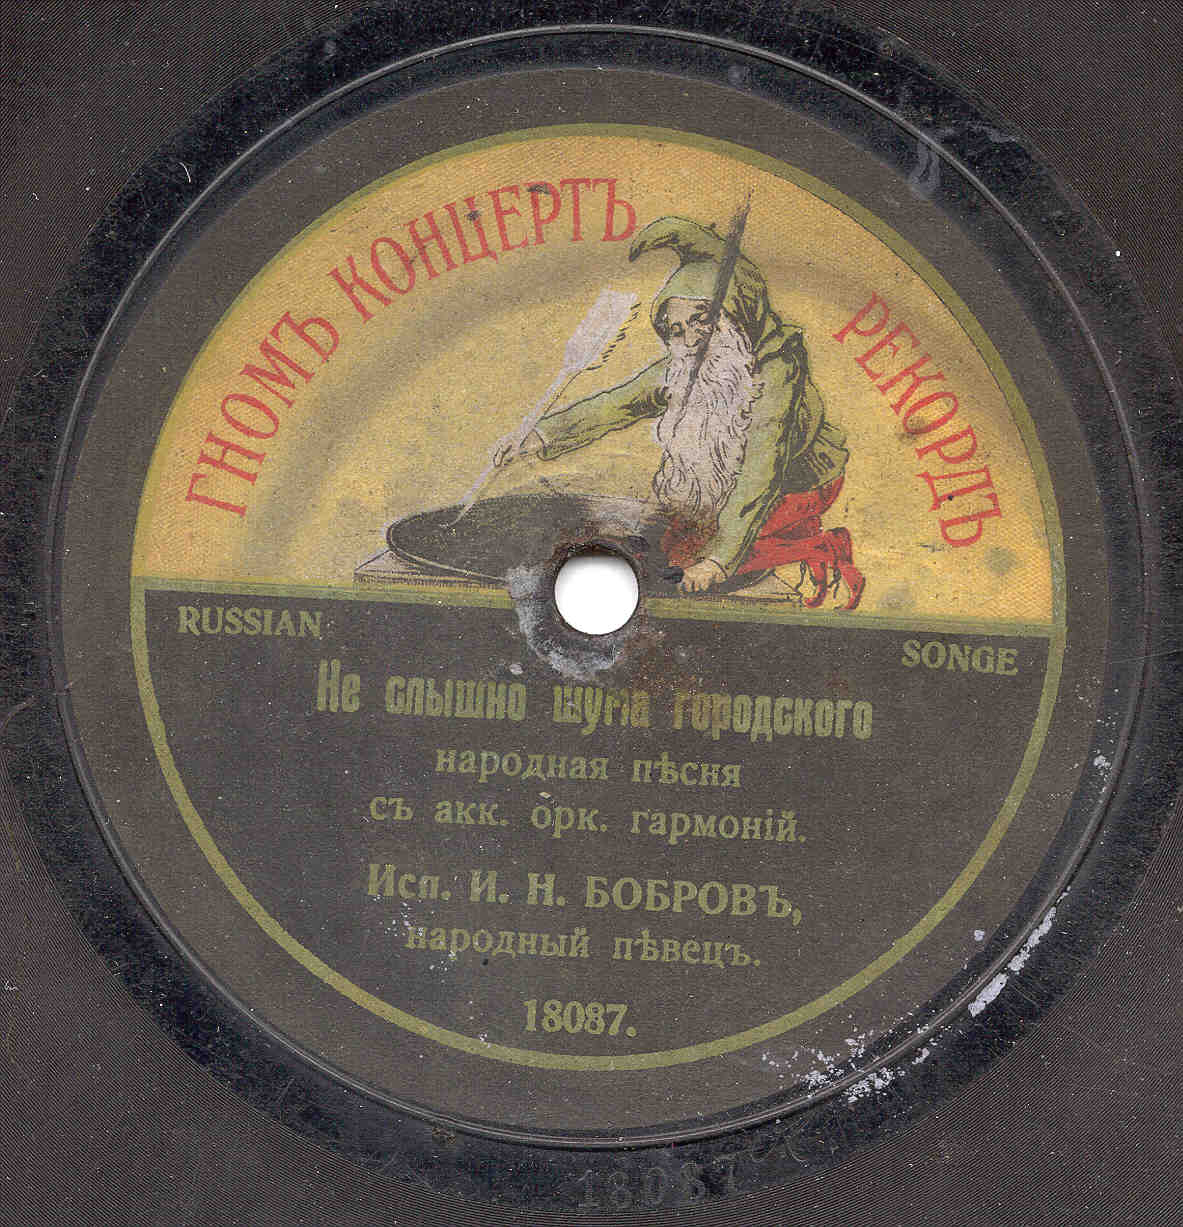 ГНОМЪ КОНЦЕРТЪ РЕКОРДЪ
RUSSIAN SONGE
Не слышно шума городского
народная пѣсня
съ акк. орк. гармоній.
Исп. И. Н. БОБРОВЪ,
народный пѣвецъ.
18087.
18087